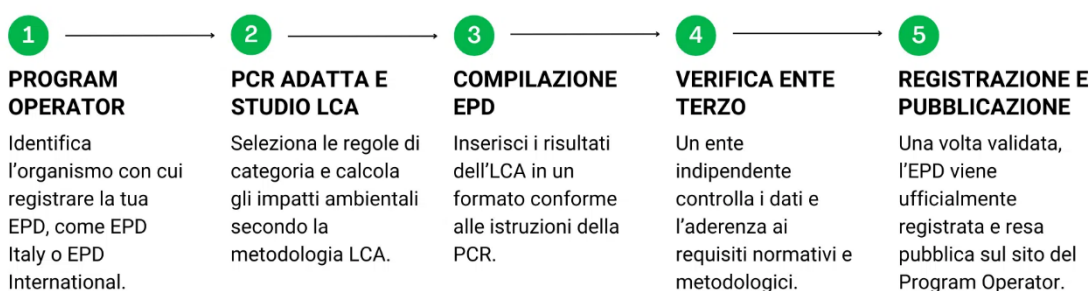 1
PROGRAM
OPERATOR
Identifica
l'organismo con cui
registrare la tua
EPD, come EPD
Italy o EPD
International.
2
PCR ADATTA E
STUDIO LCA
Seleziona le regole di
categoria e calcola
gli impatti ambientali
secondo la
metodologia LCA.
3
COMPILAZIONE
EPD
Inserisci i risultati
dell'LCA in un
formato conforme
alle istruzioni della
PCR.
4
VERIFICA ENTE
TERZO
Un ente
indipendente
controlla i dati e
l'aderenza ai
requisiti normativi e
metodologici.
5
REGISTRAZIONE E
PUBBLICAZIONE
Una volta validata,
l'EPD viene
ufficialmente
registrata e resa
pubblica sul sito del
Program Operator.